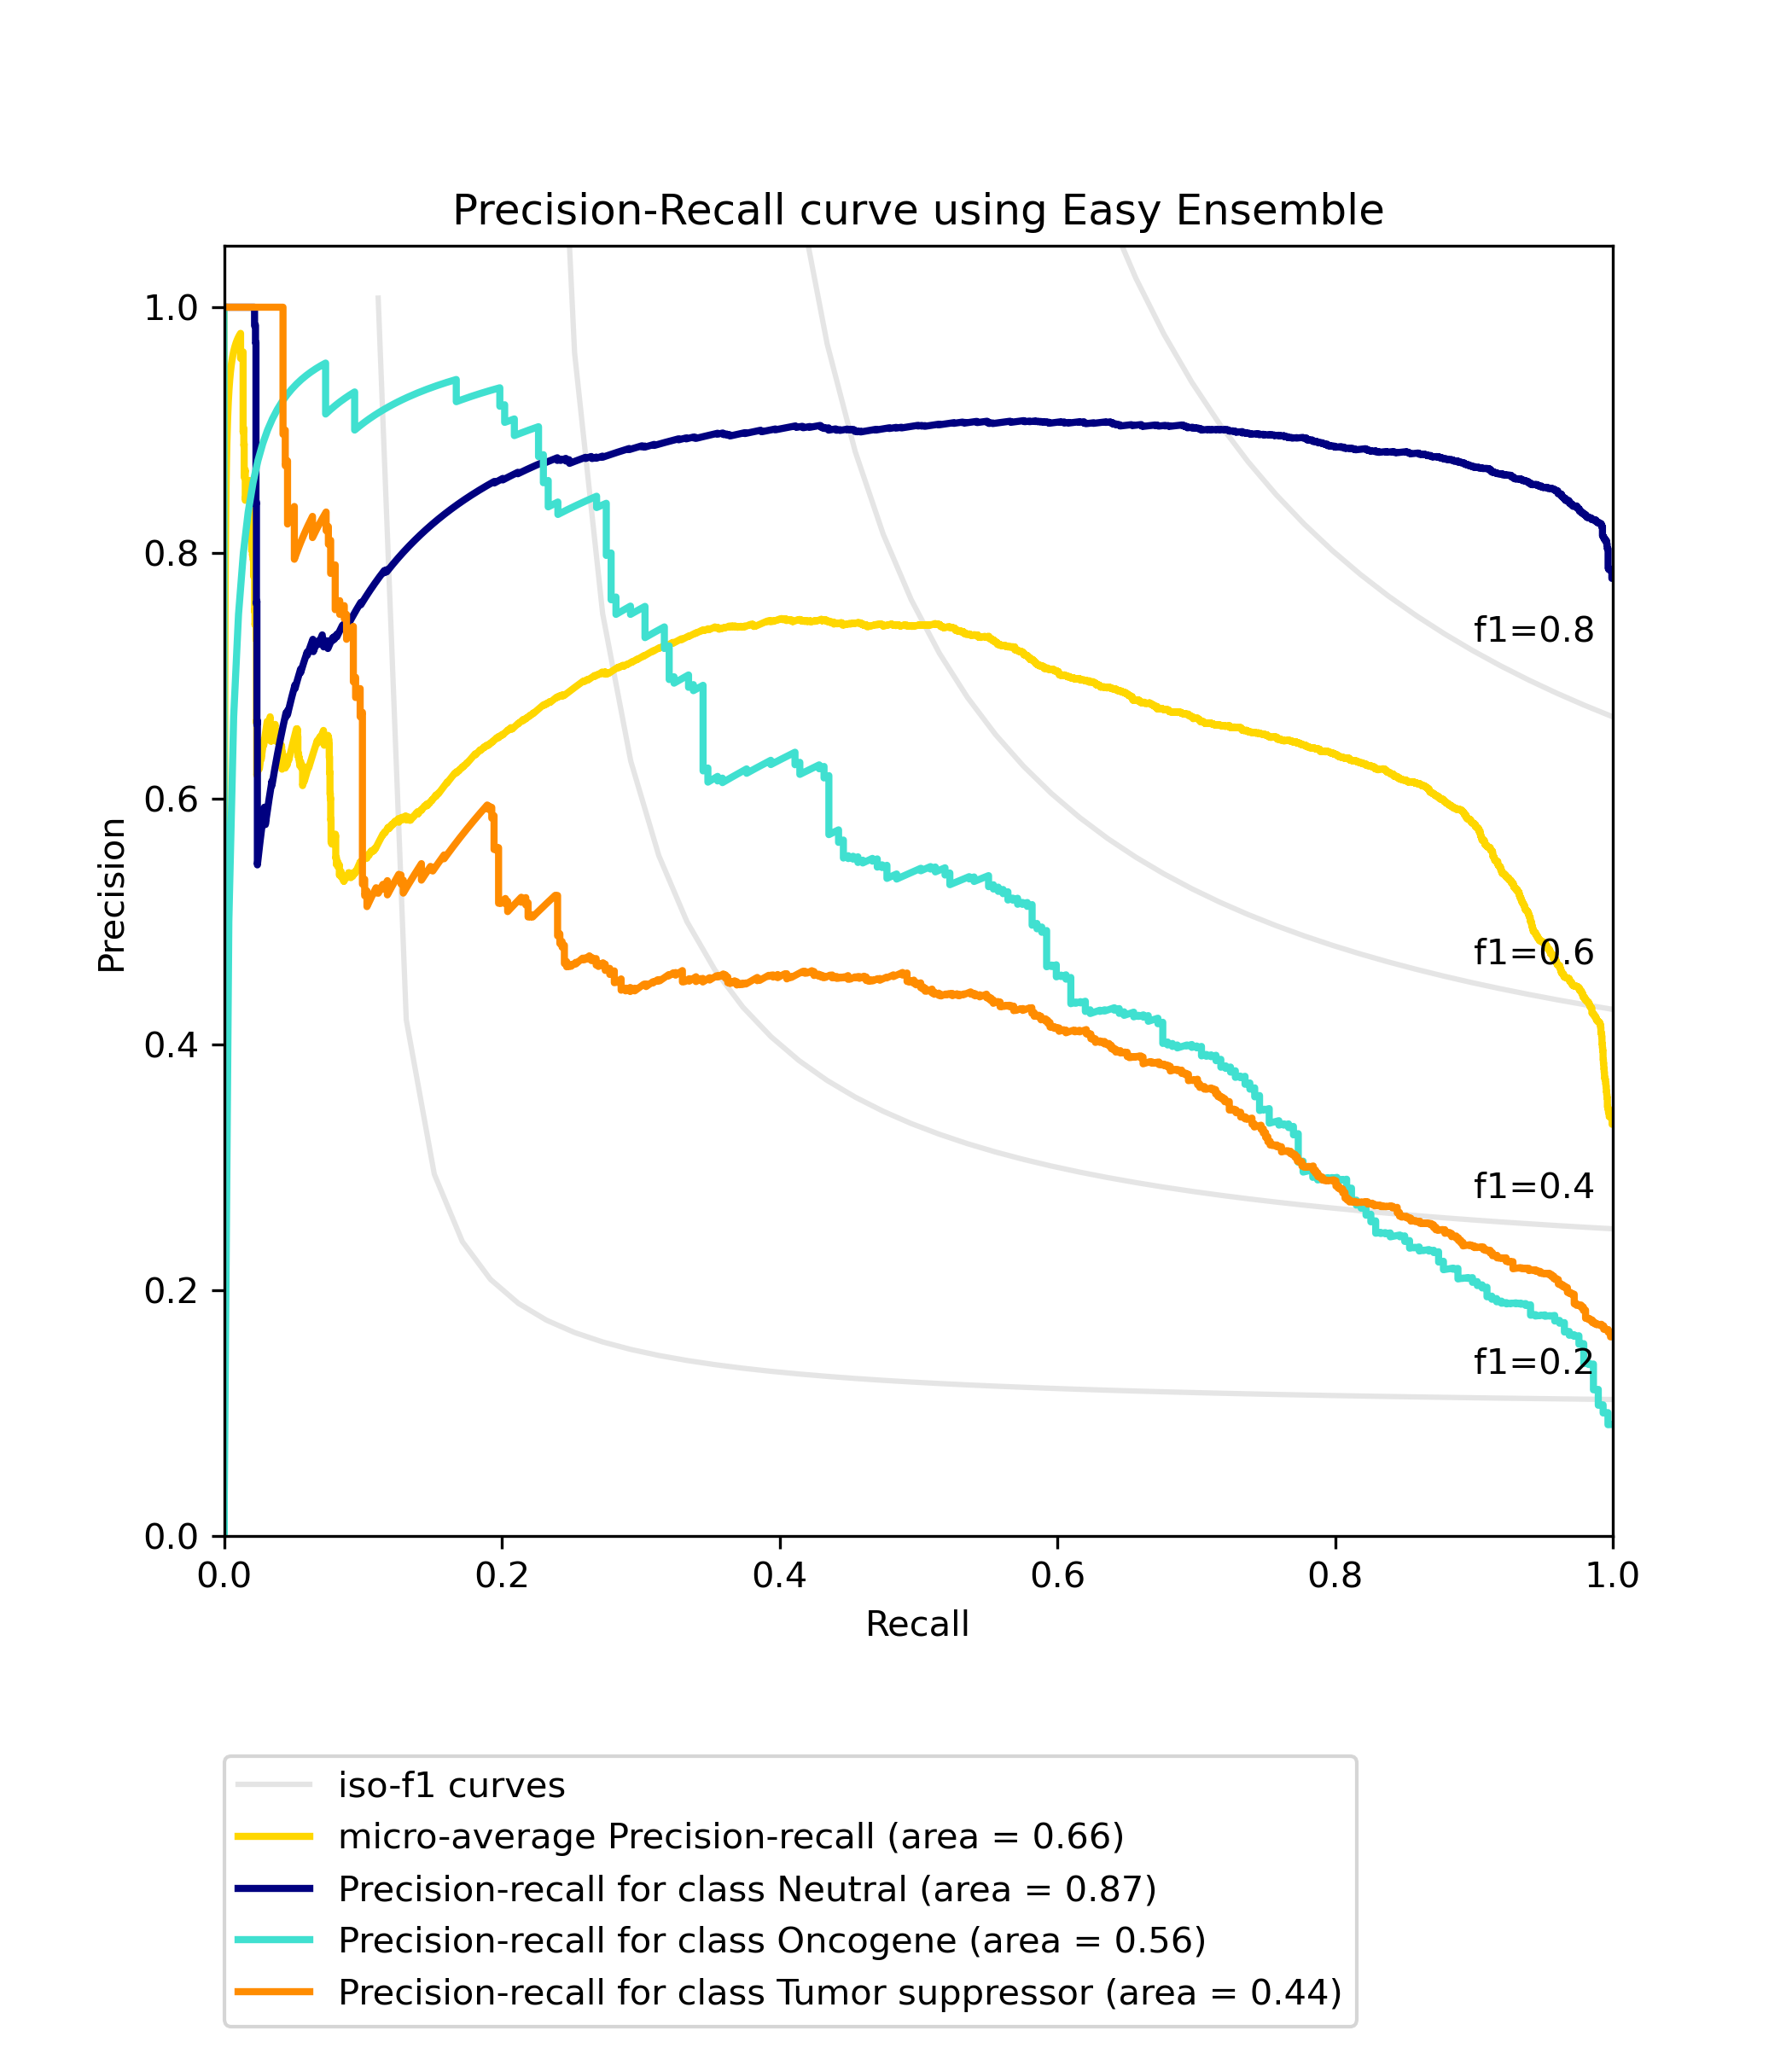 Precision-Recall curve using Easy Ensemble
1.0
0.8
0.6
0.4
0.2
0.0
Precision
f1=0.8
f1=0.6
f1=0.4
f1=0.2
0.0 0.2 0.4 0.6 0.8 1.0
Recall
iso-f1 curves
micro-average Precision-recall (area = 0.66)
Precision-recall for class Neutral (area = 0.87)
Precision-recall for class Oncogene (area = 0.56)
Precision-recall for class Tumor suppressor (area = 0.44)